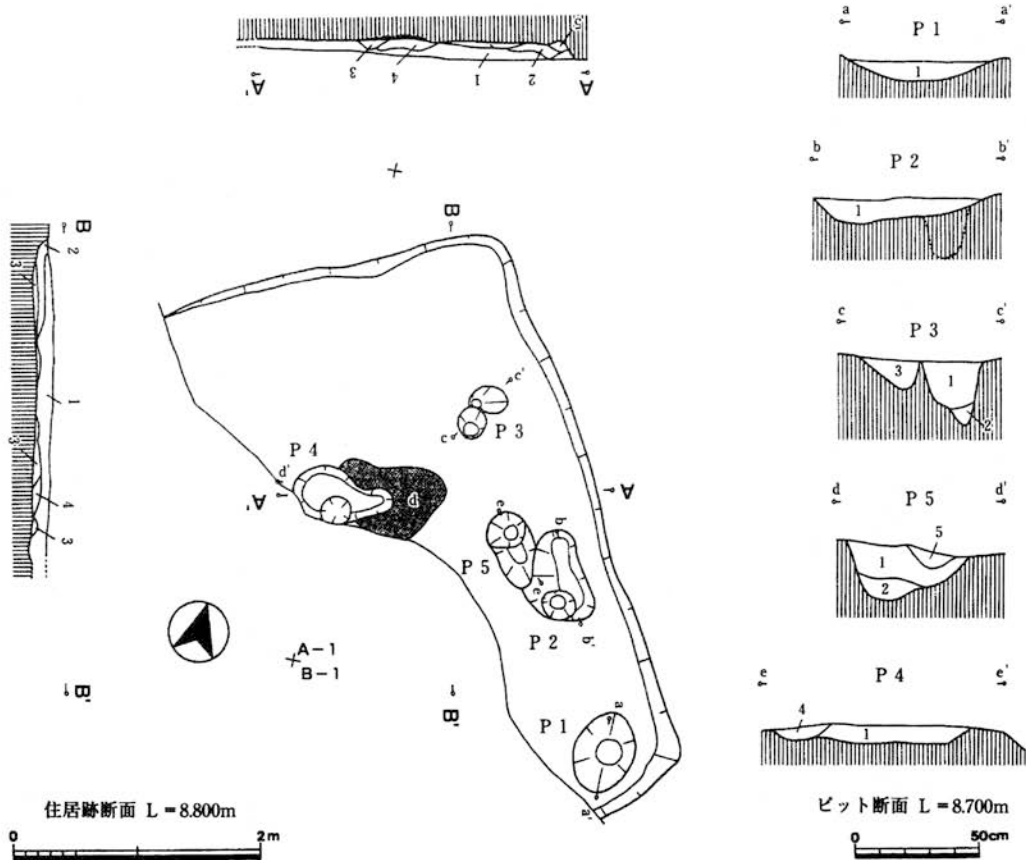 5
3
4
1
2
A'
A
B
2
3
1
3
4
3
B'
B
c'
c
P 3
P 4
d'
A'
P
A
e
b
P 5
e'
b'
P 2
A-1
B-1
B'
a
P 1
a'
住居跡断面 L = 8.800m
0
2m
a
a'
P 1
1
b
b'
P 2
1
c
c'
P 3
3
1
2
d
d'
P 5
5
1
2
P 4
e
e'
4
1
ピット断面 L = 8.700m
0
50cm